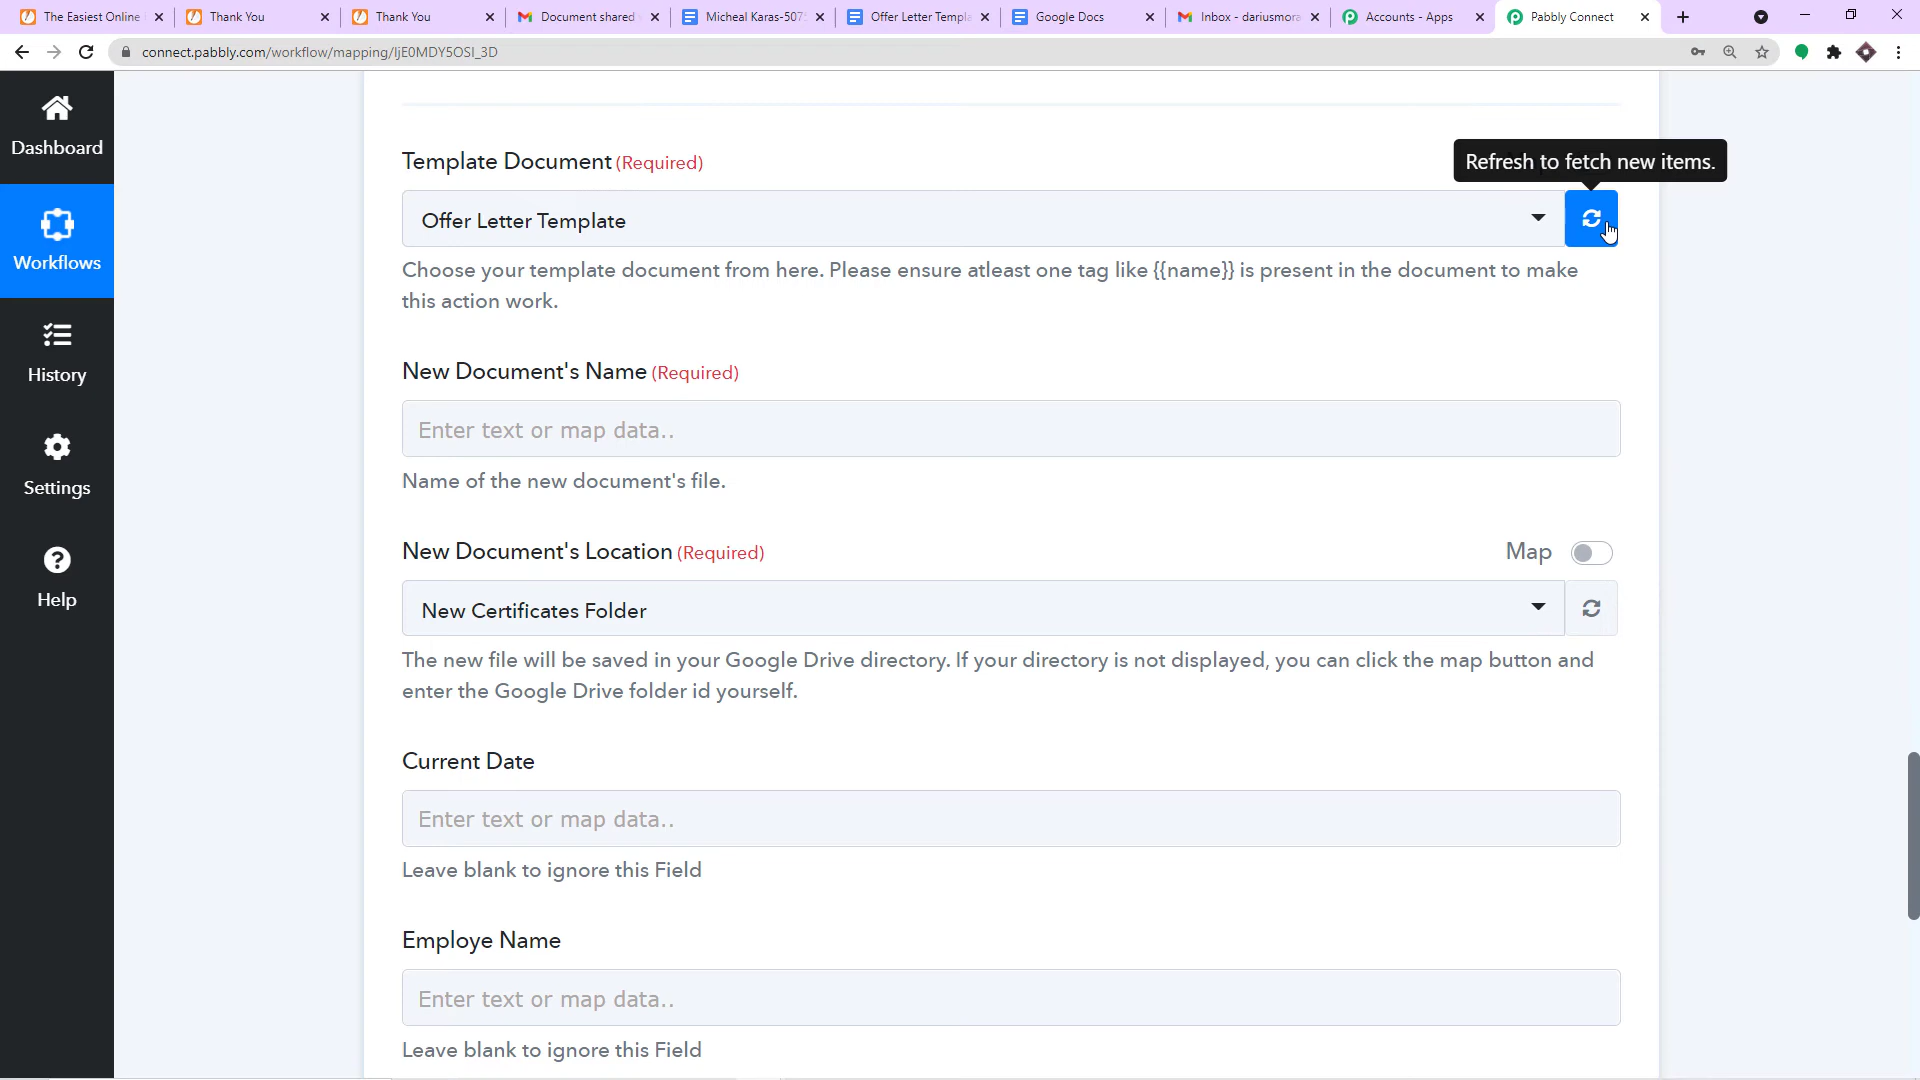 The Easiest Online
Thank You
Thank You
Document shared
Micheal Karas-507
Offer Letter Templa
Google Docs
Inbox - dariusmora
Accounts - Apps
Pabbly Connect
connect.pabbly.com/workflow/mapping/IjE0MDY5OSI_3D
Dashboard
Workflows
History
Settings
Help
Template Document (Required)
Refresh to fetch new items.
Offer Letter Template
Choose your template document from here. Please ensure atleast one tag like {{name}} is present in the document to make
this action work.
New Document's Name (Required)
Enter text or map data..
Name of the new document's file.
New Document's Location (Required)
Map
New Certificates Folder
The new file will be saved in your Google Drive directory. If your directory is not displayed, you can click the map button and
enter the Google Drive folder id yourself.
Current Date
Enter text or map data..
Leave blank to ignore this Field
Employe Name
Enter text or map data..
Leave blank to ignore this Field